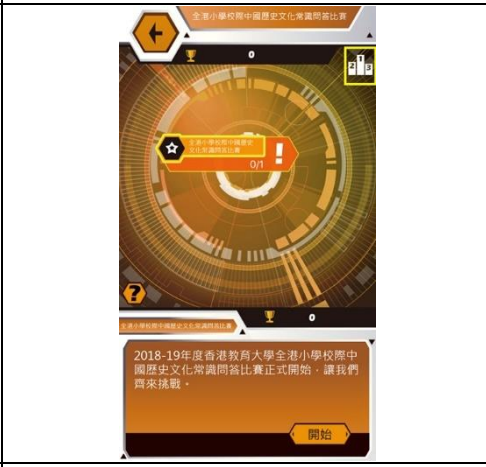 全港小學校際中國歷史文化常識問答比賽
0
1
2 3
全港小學校際中國歷史
文化常識問答比賽
!
0/1
?
0
全港小學校際中國歷史文化常識問答比賽
2018-19年度香港教育大學全港小學校際中
國歷史文化常識問答比賽正式開始，讓我們
齊來挑戰。
開始